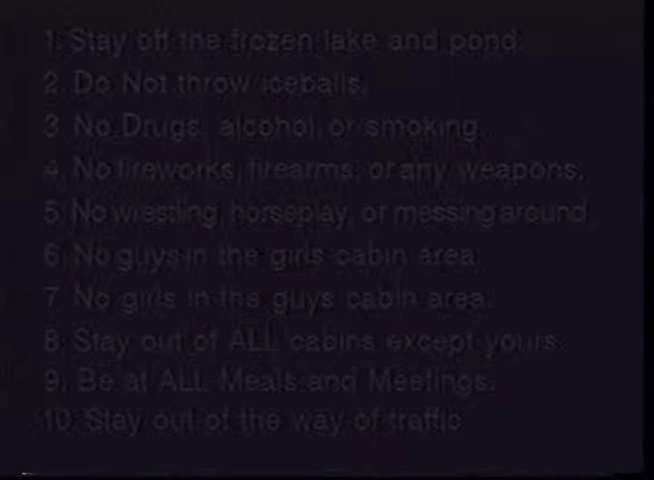 1. Stay off the frozen lake and pond.
2. Do Not throw iceballs.
3. No Drugs, alcohol, or smoking.
4. No fireworks, firearms, or any weapons.
5. No wrestling, horseplay, or messing around.
6. No guys in the girls cabin area.
7. No girls in the guys cabin area.
8. Stay out of ALL cabins except yours.
9. Be at ALL Meals and Meetings.
10. Stay out of the way of traffic.